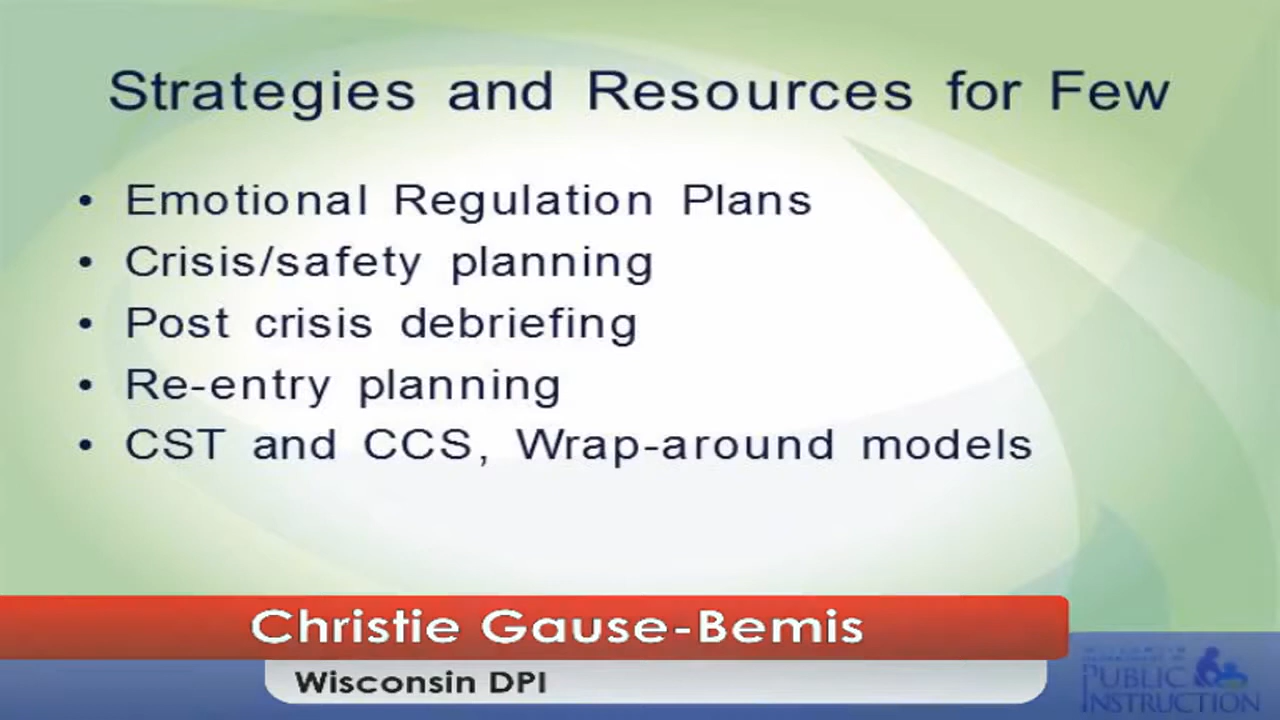 Strategies and Resources for Few
• Emotional Regulation Plans
• Crisis/safety planning
• Post crisis debriefing
• Re-entry planning
• CST and CCS, Wrap-around models
Christie Gause-Bemis
Wisconsin DPI
PUBLIC
INSTRUCTION